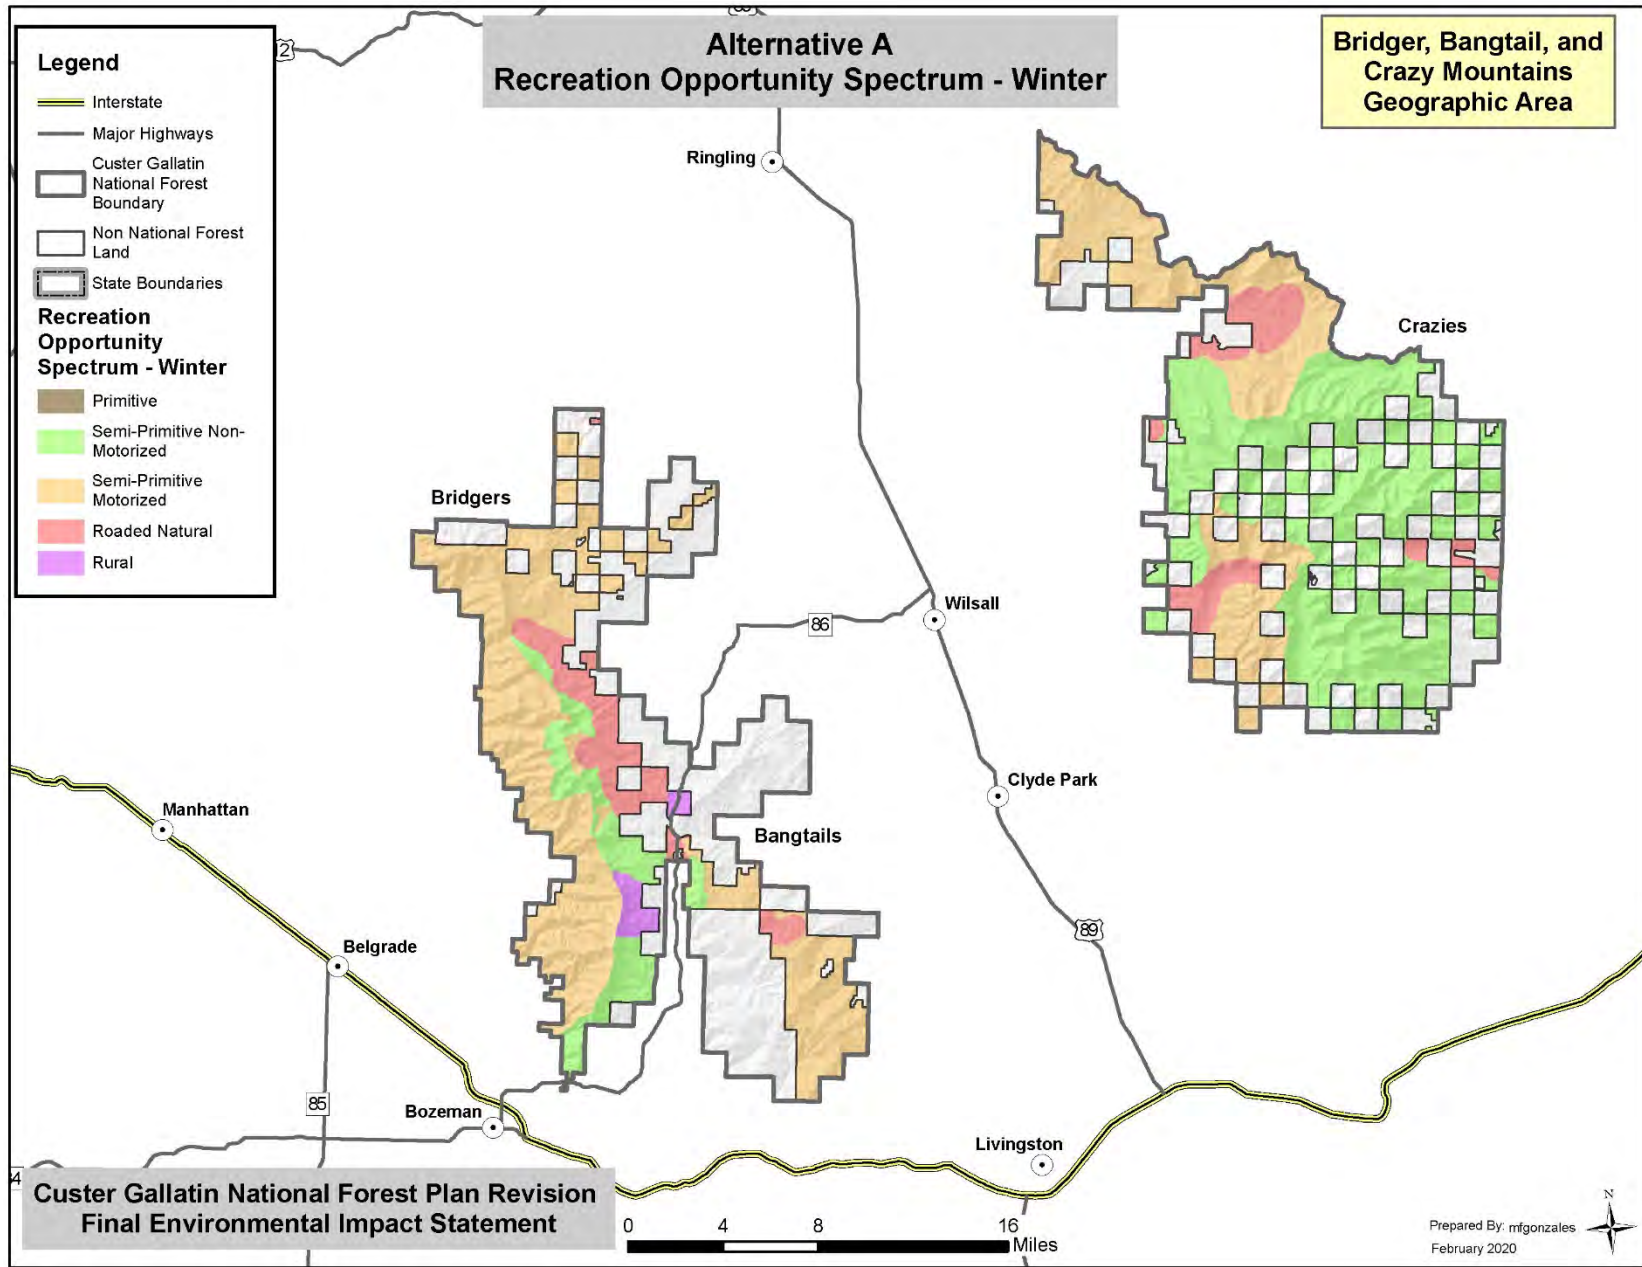 Alternative A
Recreation Opportunity Spectrum - Winter
Bridger, Bangtail, and
Crazy Mountains
Geographic Area
Legend
Interstate
Major Highways
Custer Gallatin
National Forest
Boundary
Non National Forest
Land
State Boundaries
Recreation
Opportunity
Spectrum - Winter
Primitive
Semi-Primitive Non-
Motorized
Semi-Primitive
Motorized
Roaded Natural
Rural
Ringling
Crazies
Bridgers
Wilsall
86
Clyde Park
Manhattan
Bangtails
89
Belgrade
85
Bozeman
Livingston
Custer Gallatin National Forest Plan Revision
Final Environmental Impact Statement
0 4 8 16
Miles
N
Prepared By: mfgonzales
February 2020